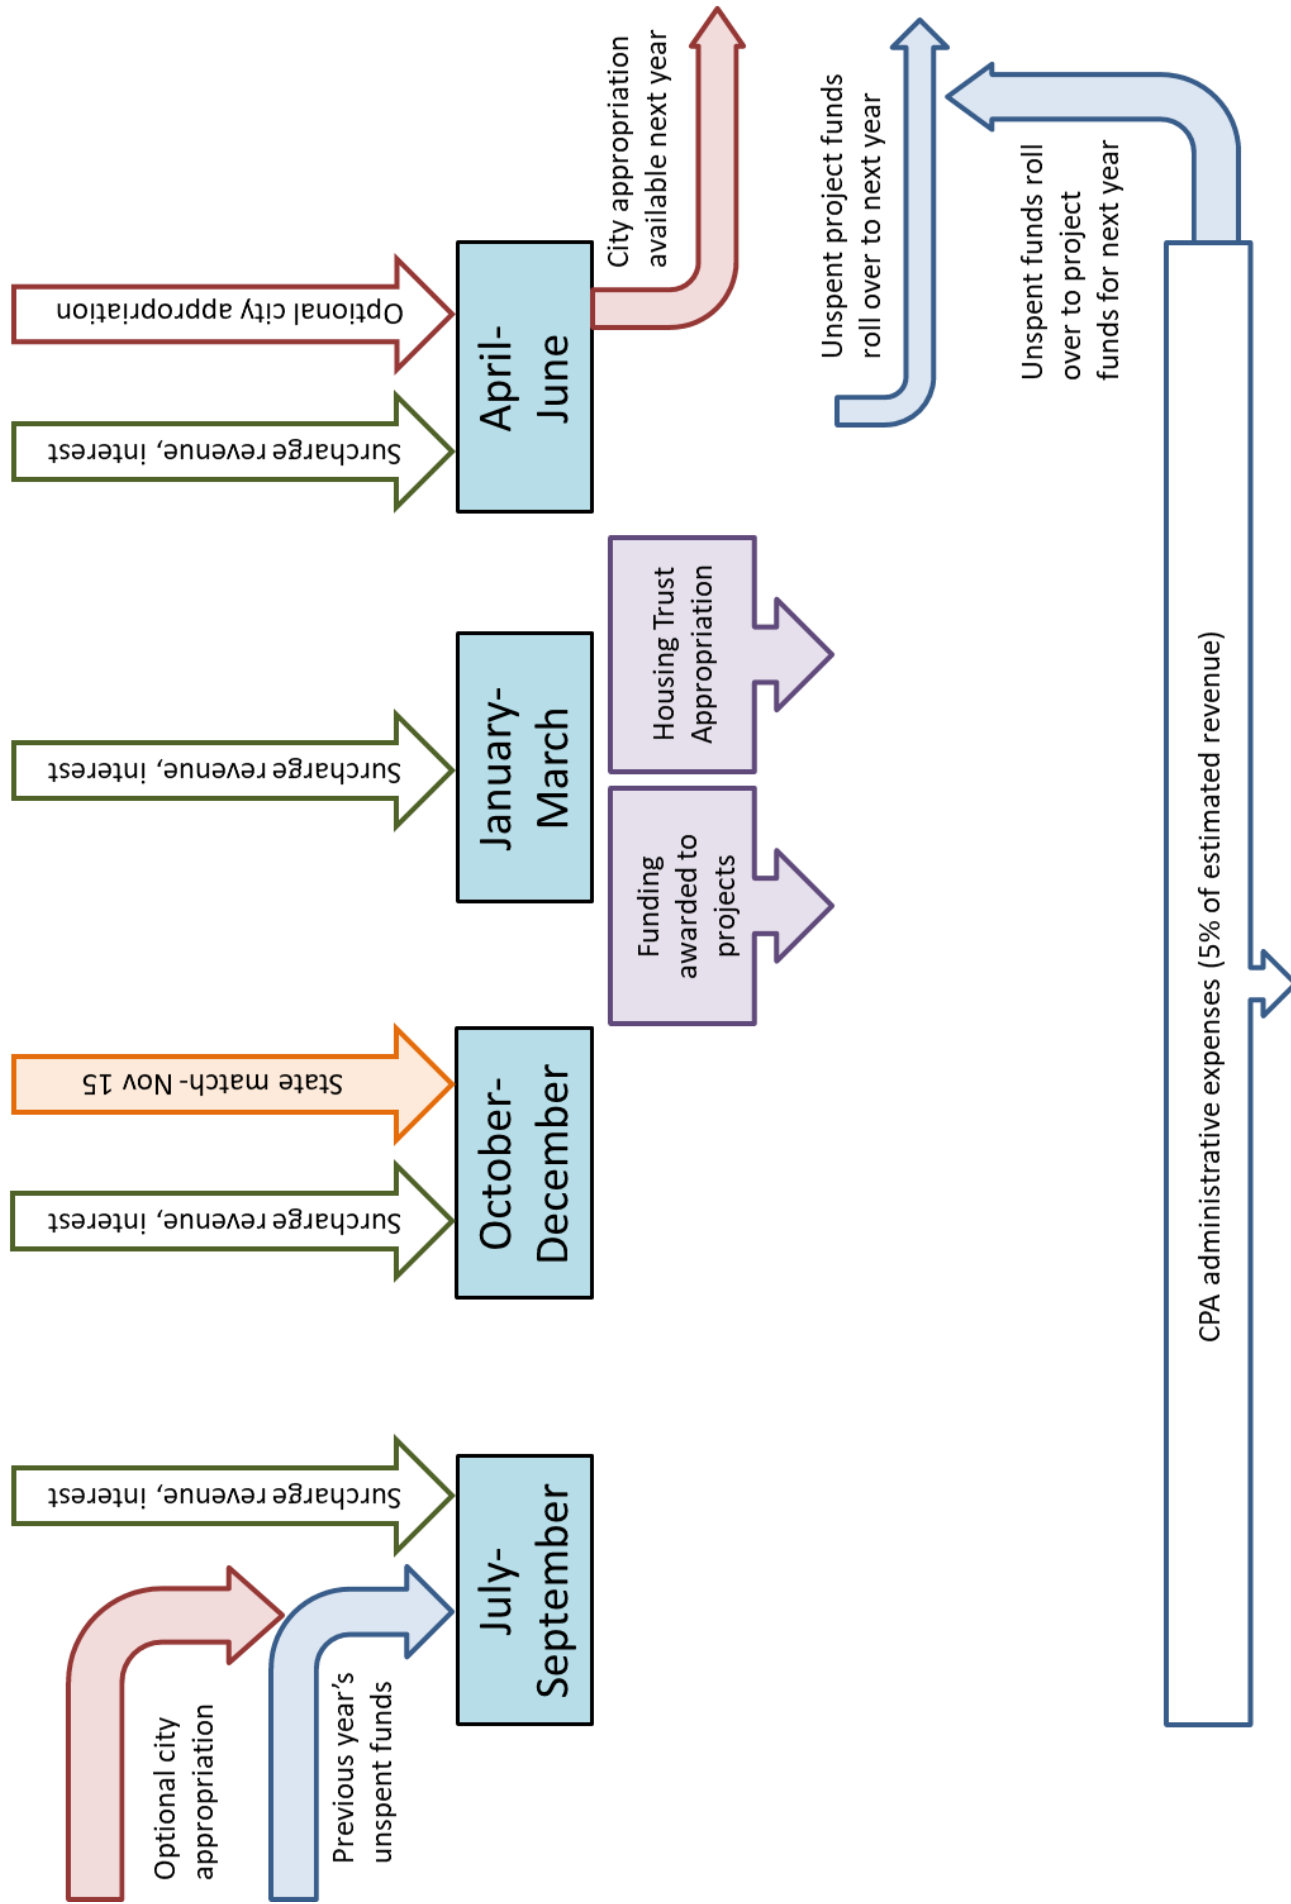 Optional city
appropriation
Previous year's
unspent funds
Surcharge revenue, interest
Surcharge revenue, interest
State match- Nov 15
Surcharge revenue, interest
Surcharge revenue, interest
Optional city appropriation
July-
September
October-
December
January-
March
April-
June
Funding
awarded to
projects
Housing Trust
Appropriation
City appropriation
available next year
Unspent project funds
roll over to next year
Unspent funds roll
over to project
funds for next year
CPA administrative expenses (5% of estimated revenue)